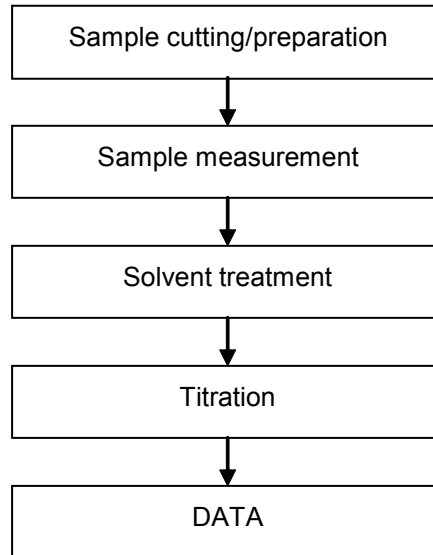 Sample cutting/preparation
Sample measurement
Solvent treatment
Titration
DATA